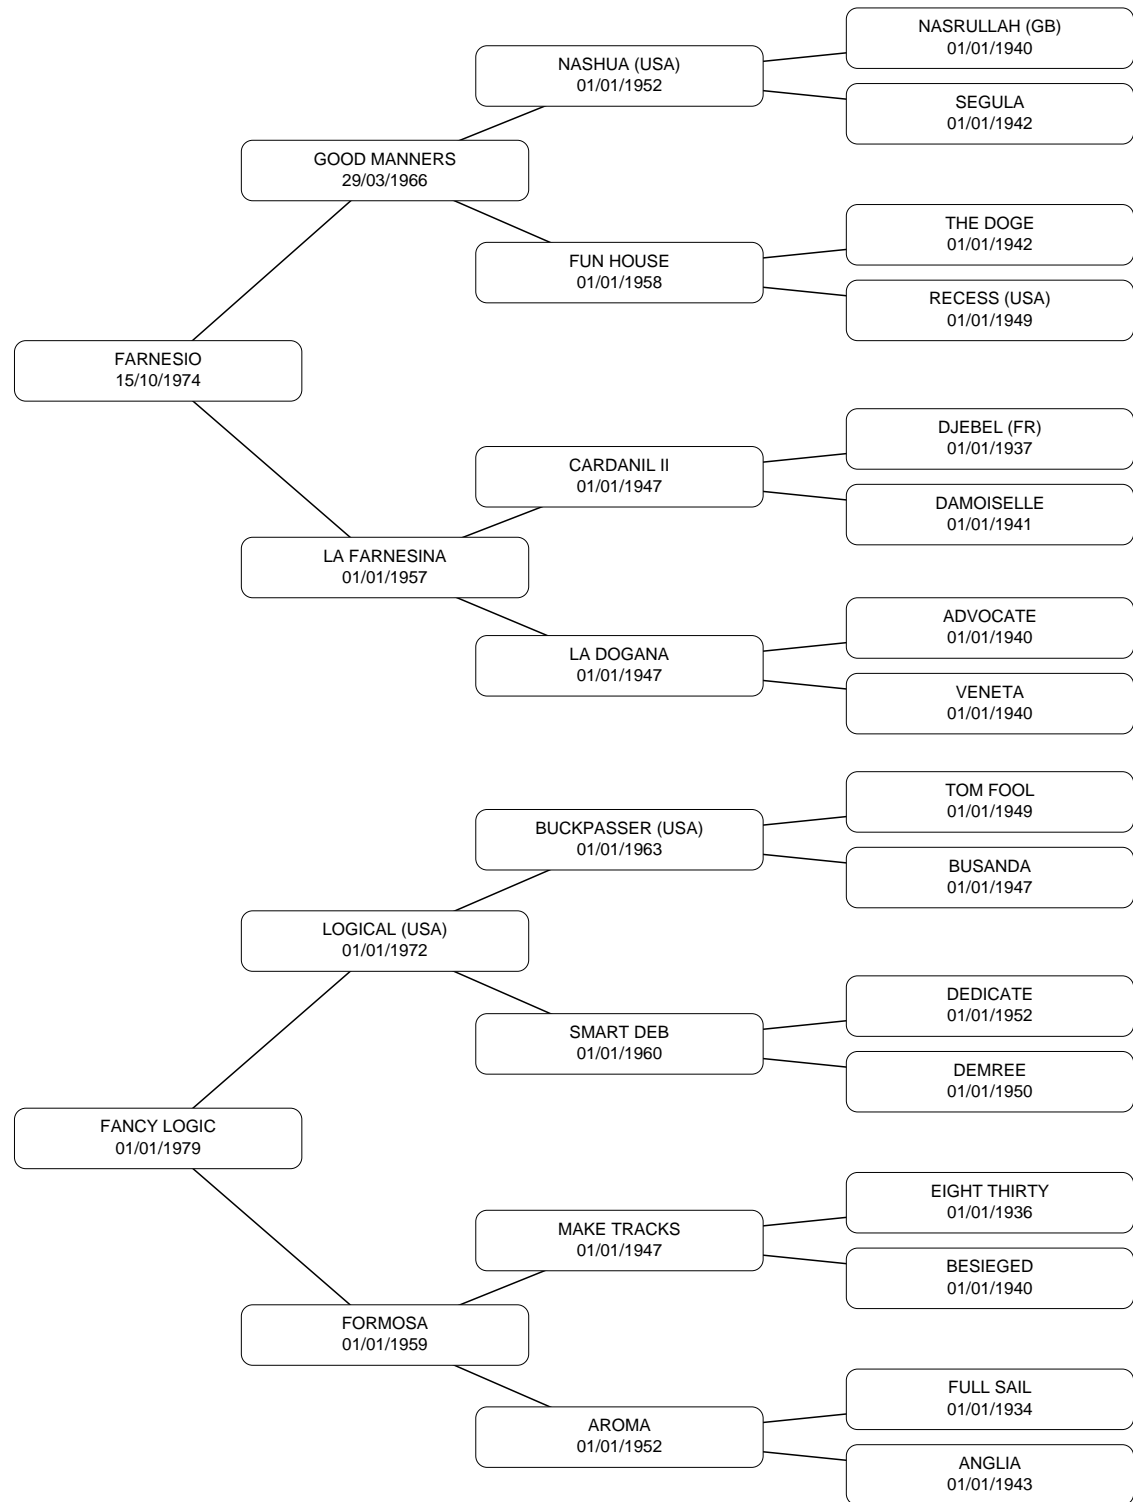 NASRULLAH (GB)
01/01/1940
NASHUA (USA)
01/01/1952
SEGULA
01/01/1942
GOOD MANNERS
29/03/1966
THE DOGE
01/01/1942
FUN HOUSE
01/01/1958
RECESS (USA)
01/01/1949
FARNESIO
15/10/1974
DJEBEL (FR)
01/01/1937
CARDANIL II
01/01/1947
DAMOISELLE
01/01/1941
LA FARNESINA
01/01/1957
ADVOCATE
01/01/1940
LA DOGANA
01/01/1947
VENETA
01/01/1940
TOM FOOL
01/01/1949
BUCKPASSER (USA)
01/01/1963
BUSANDA
01/01/1947
LOGICAL (USA)
01/01/1972
DEDICATE
01/01/1952
SMART DEB
01/01/1960
DEMREE
01/01/1950
FANCY LOGIC
01/01/1979
EIGHT THIRTY
01/01/1936
MAKE TRACKS
01/01/1947
BESIEGED
01/01/1940
FORMOSA
01/01/1959
FULL SAIL
01/01/1934
AROMA
01/01/1952
ANGLIA
01/01/1943